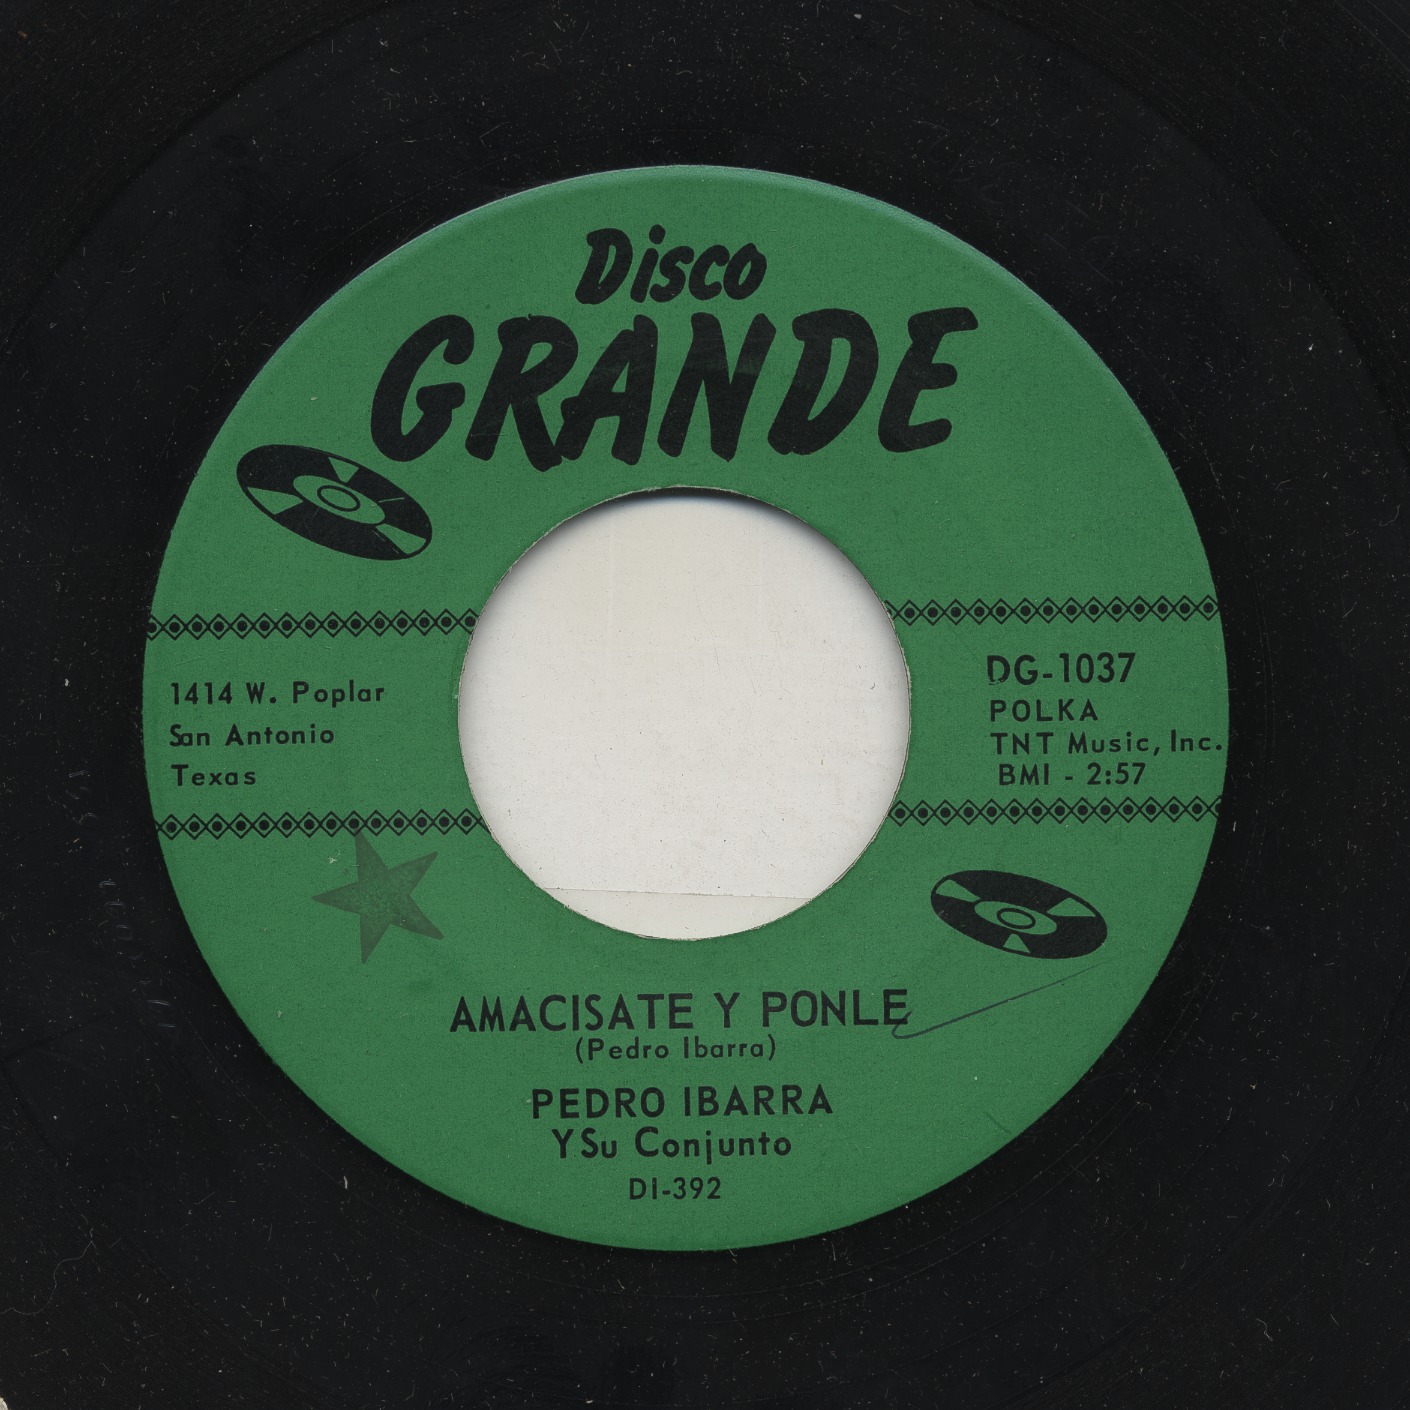 Disco
GRANDE
1414 W. Poplar
San Antonio
Texas
DG-1037
POLKA
TNT Music, Inc.
BMI - 2:57
AMACISATE Y PONLE
(Pedro Ibarra)
PEDRO IBARRA
Y Su Conjunto
DI-392